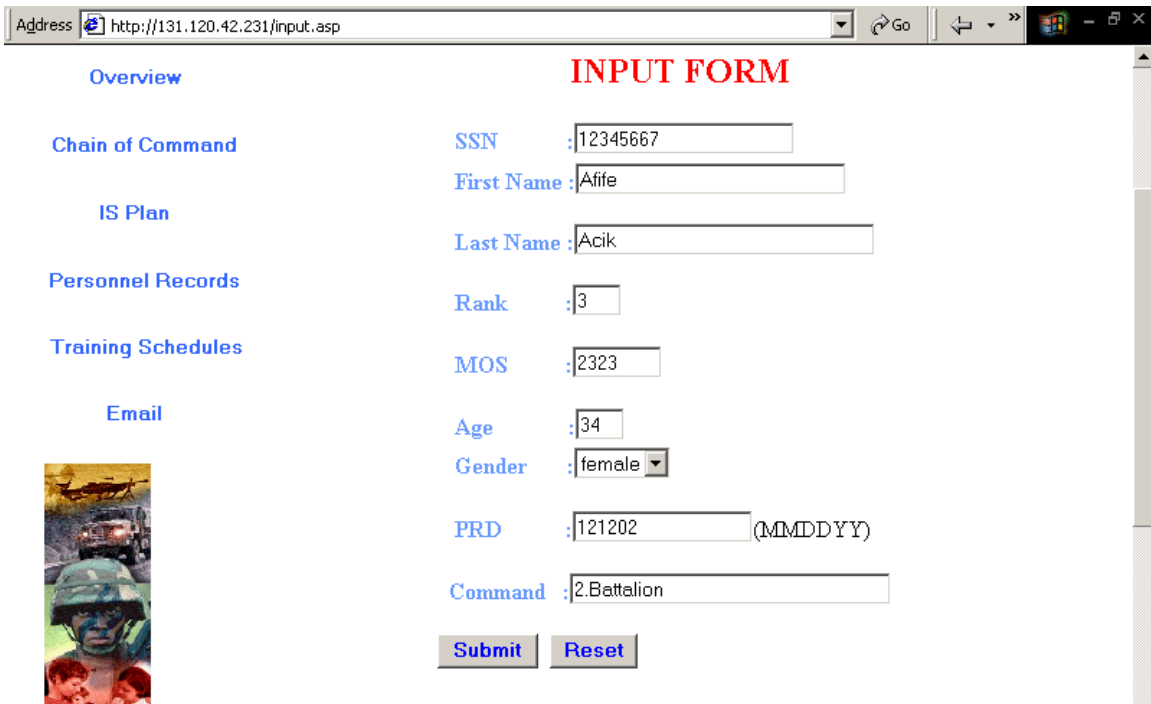 Address http://131.120.42.231/input.asp Go »
Overview
Chain of Command
IS Plan
Personnel Records
Training Schedules
Email
INPUT FORM
SSN :12345667
First Name :Afife
Last Name :Acik
Rank :3
MOS :2323
Age :34
Gender :female
PRD :121202 (MMDDYY)
Command :2.Battalion
Submit Reset